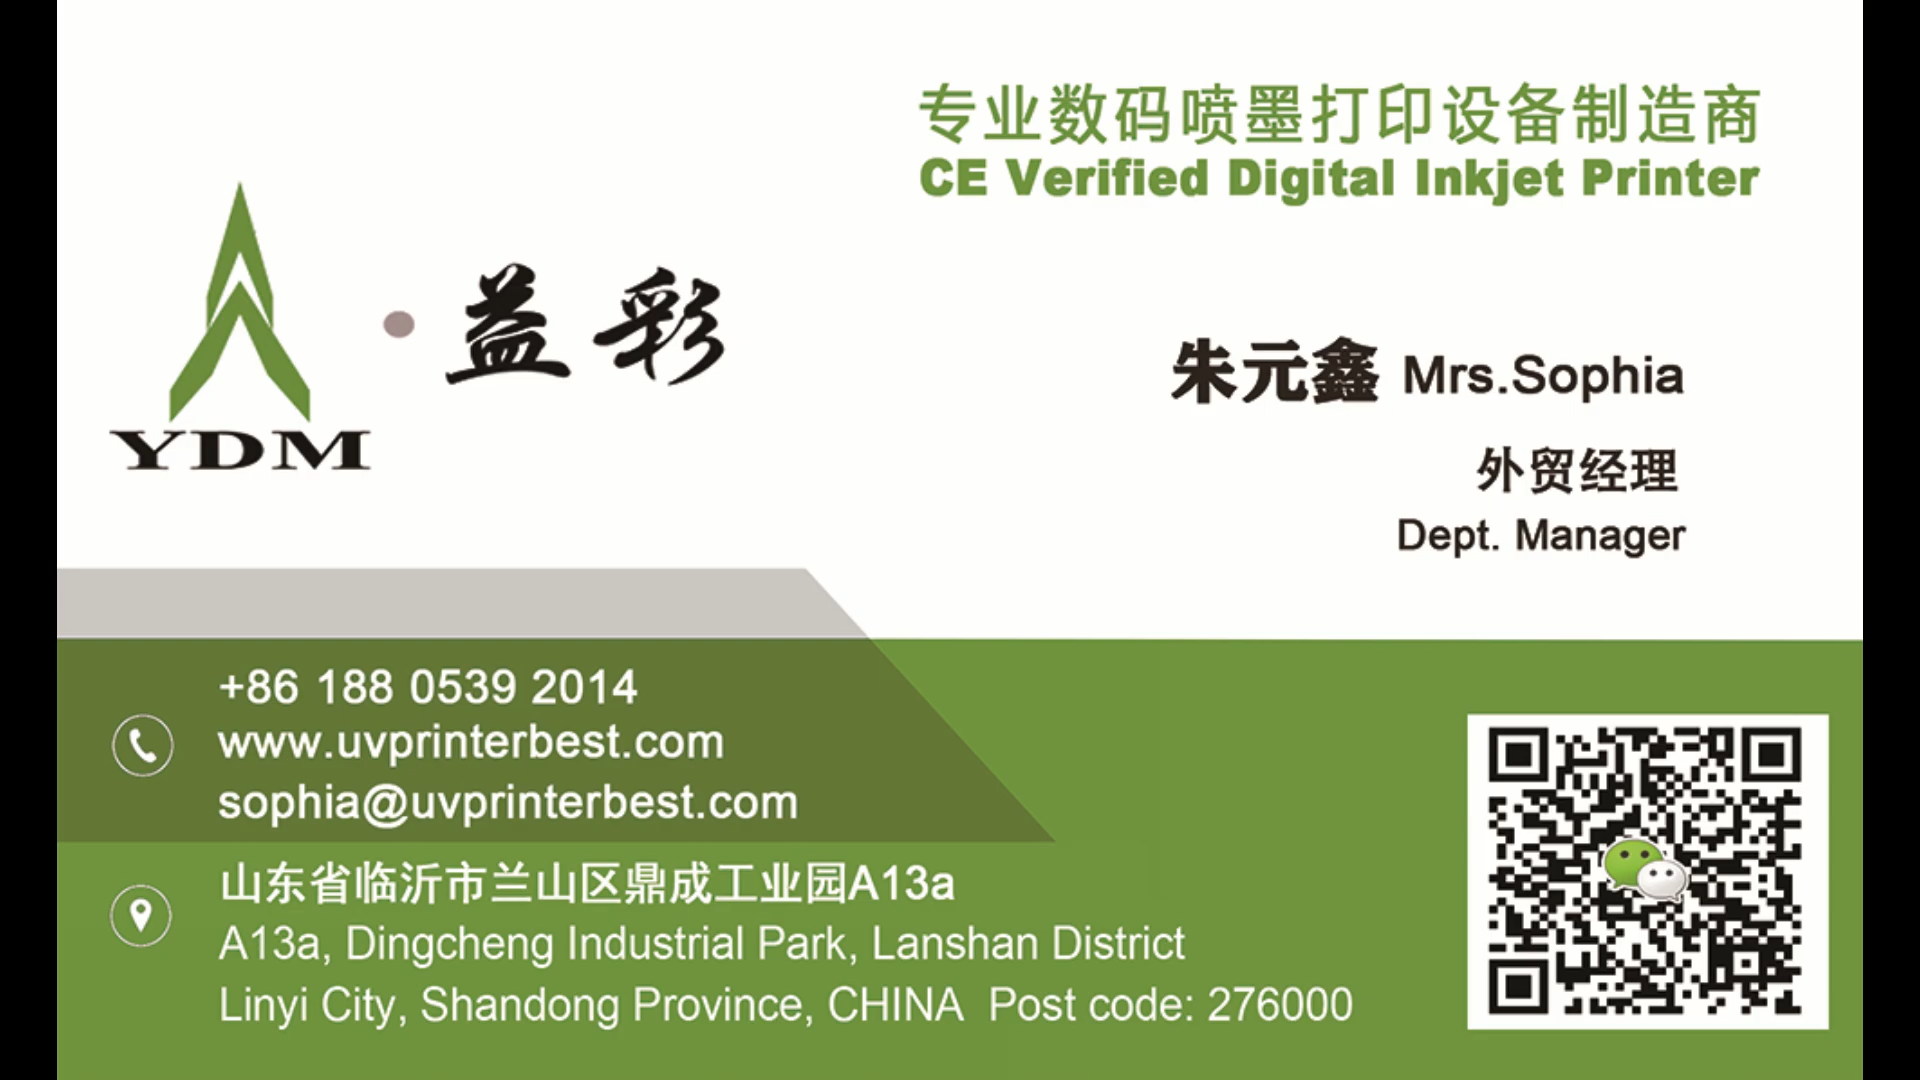 专业数码喷墨打印设备制造商
CE Verified Digital Inkjet Printer
YDM
益彩
朱元鑫 Mrs.Sophia
外贸经理
Dept. Manager
+86 188 0539 2014
www.uvprinterbest.com
sophia@uvprinterbest.com
山东省临沂市兰山区鼎成工业园A13a
A13a, Dingcheng Industrial Park, Lanshan District
Linyi City, Shandong Province, CHINA  Post code: 276000